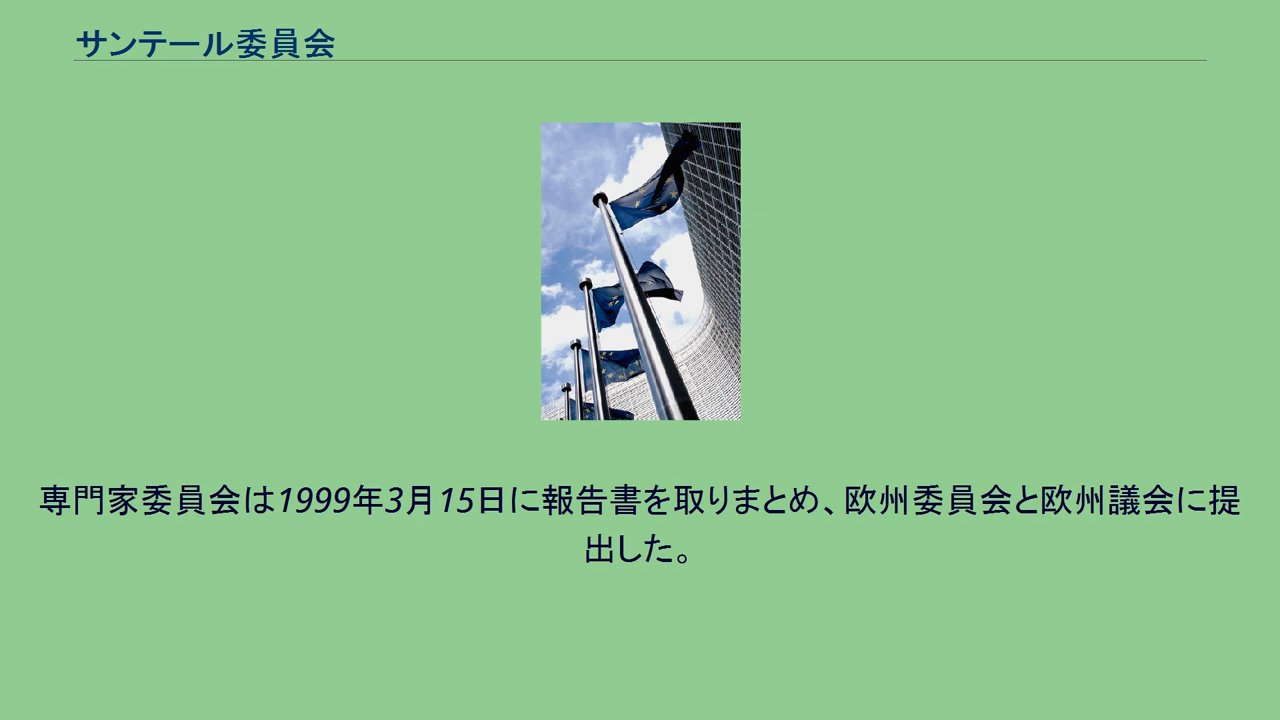 サンテール委員会
専門家委員会は1999年3月15日に報告書を取りまとめ、欧州委員会と欧州議会に提
出した。